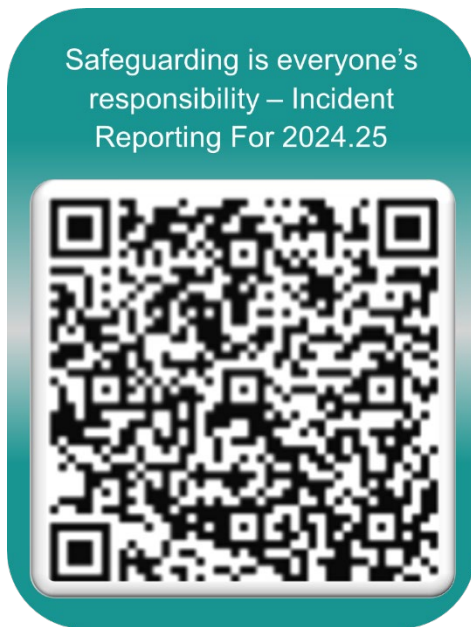 Safeguarding is everyone’s
responsibility – Incident
Reporting For 2024.25